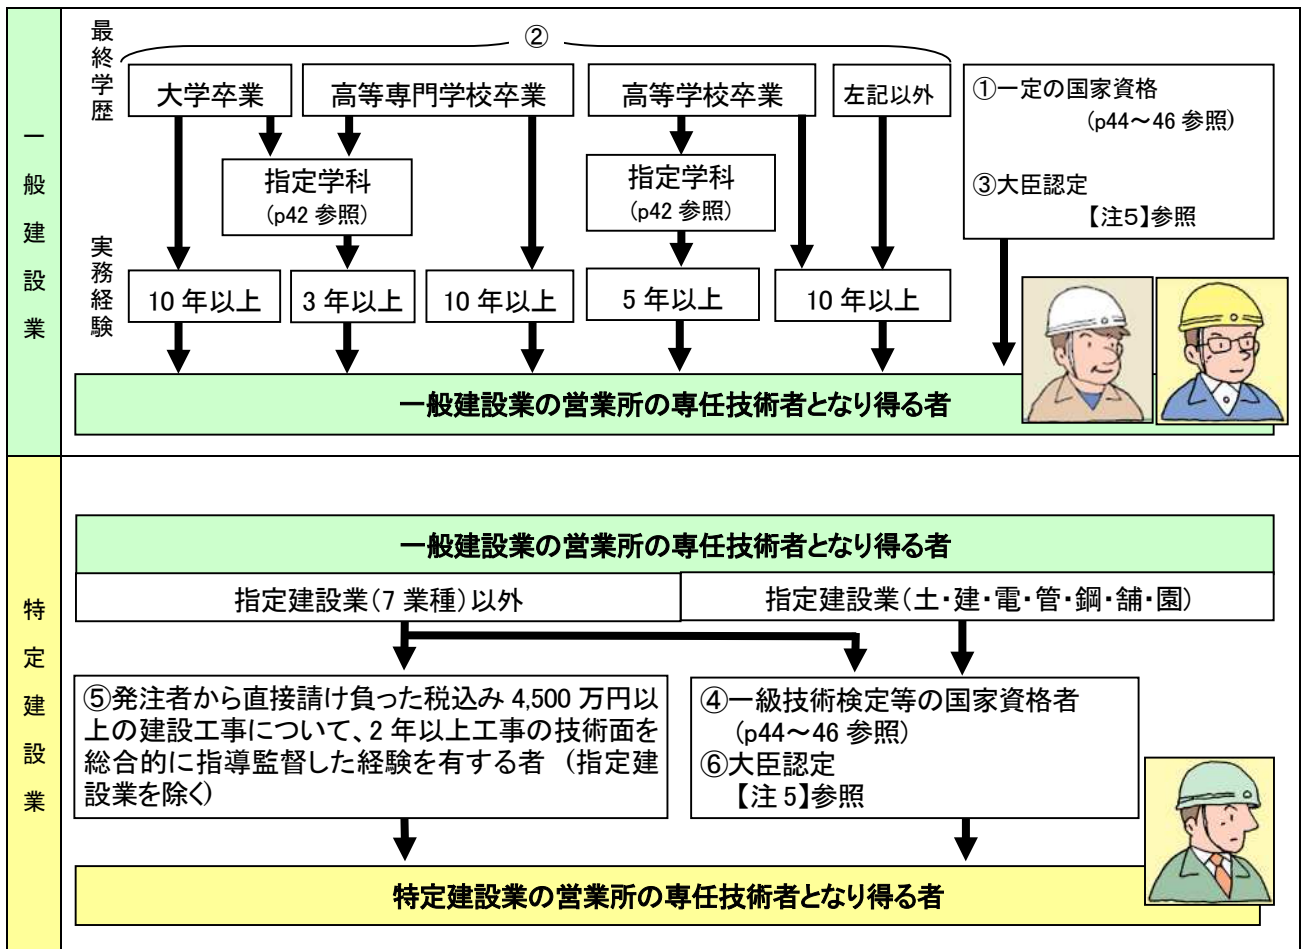 一般建設業
最終学歴
②
大学卒業
高等専門学校卒業
高等学校卒業
左記以外
①一定の国家資格
(p44～46 参照)
③大臣認定
【注５】参照
指定学科
(p42 参照)
指定学科
(p42 参照)
実務経験
10 年以上
3 年以上
10 年以上
5 年以上
10 年以上
一般建設業の営業所の専任技術者となり得る者
特定建設業
一般建設業の営業所の専任技術者となり得る者
指定建設業(7 業種)以外
指定建設業(土・建・電・管・鋼・舗・園)
⑤発注者から直接請け負った税込み 4,500 万円以
上の建設工事について、2 年以上工事の技術面を
総合的に指導監督した経験を有する者 (指定建
設業を除く)
④一級技術検定等の国家資格者
(p44～46 参照)
⑥大臣認定
【注 5】参照
特定建設業の営業所の専任技術者となり得る者